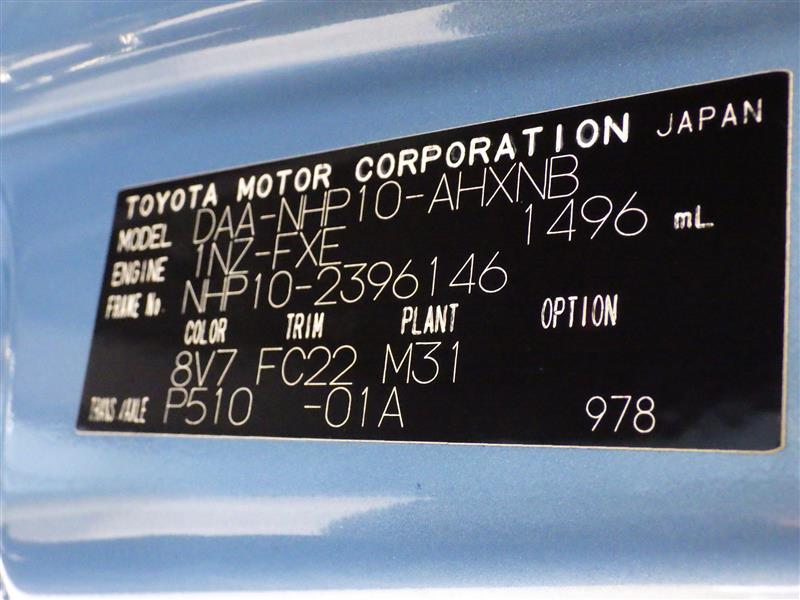 TOYOTA MOTOR CORPORATION JAPAN
MODEL DAA-NHP10-AHXNB
ENGINE 1NZ-FXE 1496 mL
FRAME No. NHP10-2396146
COLOR TRIM PLANT OPTION
8V7 FC22 M31
TRANS/AXLE P510 -01A 978